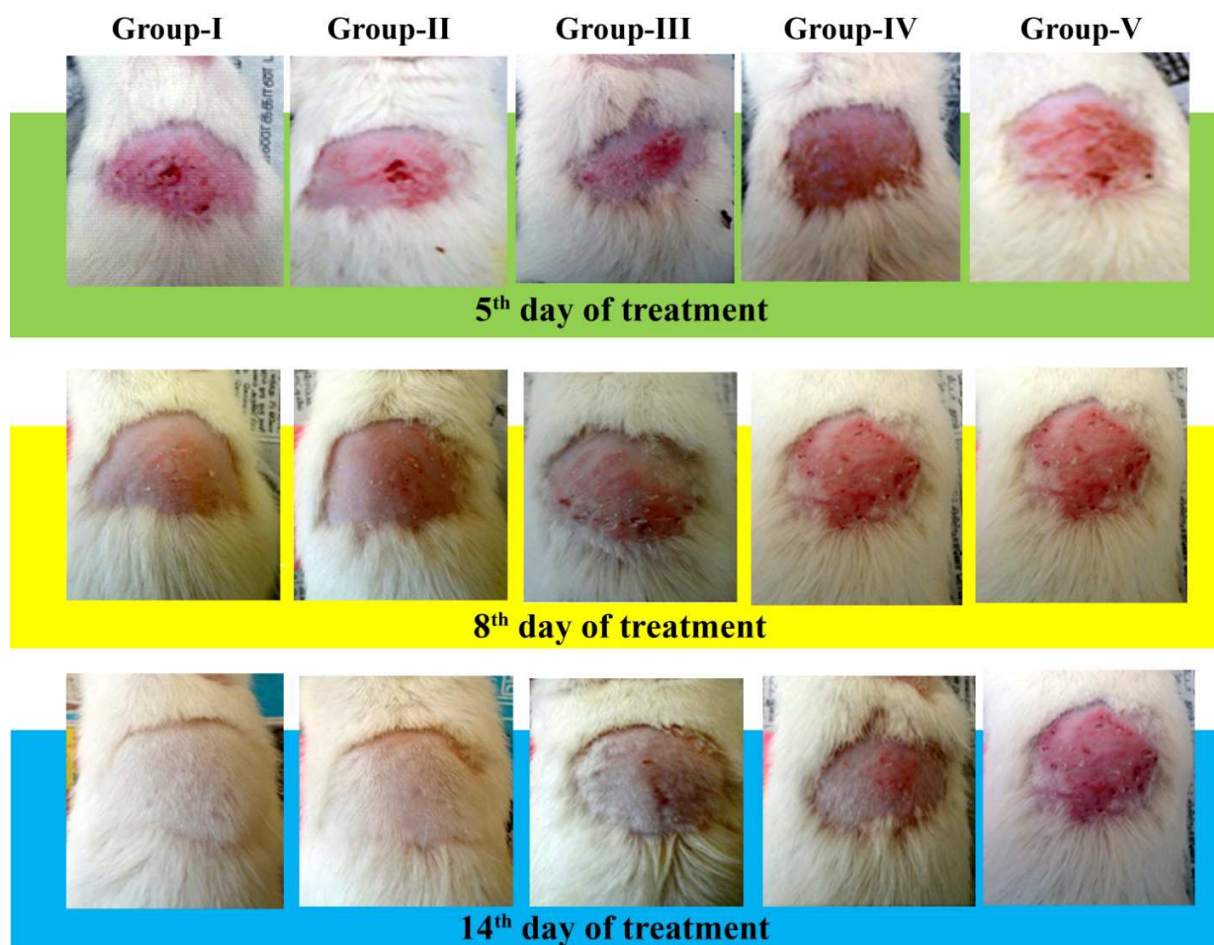 Group-I Group-II Group-III Group-IV Group-V
5th day of treatment
8th day of treatment
14th day of treatment